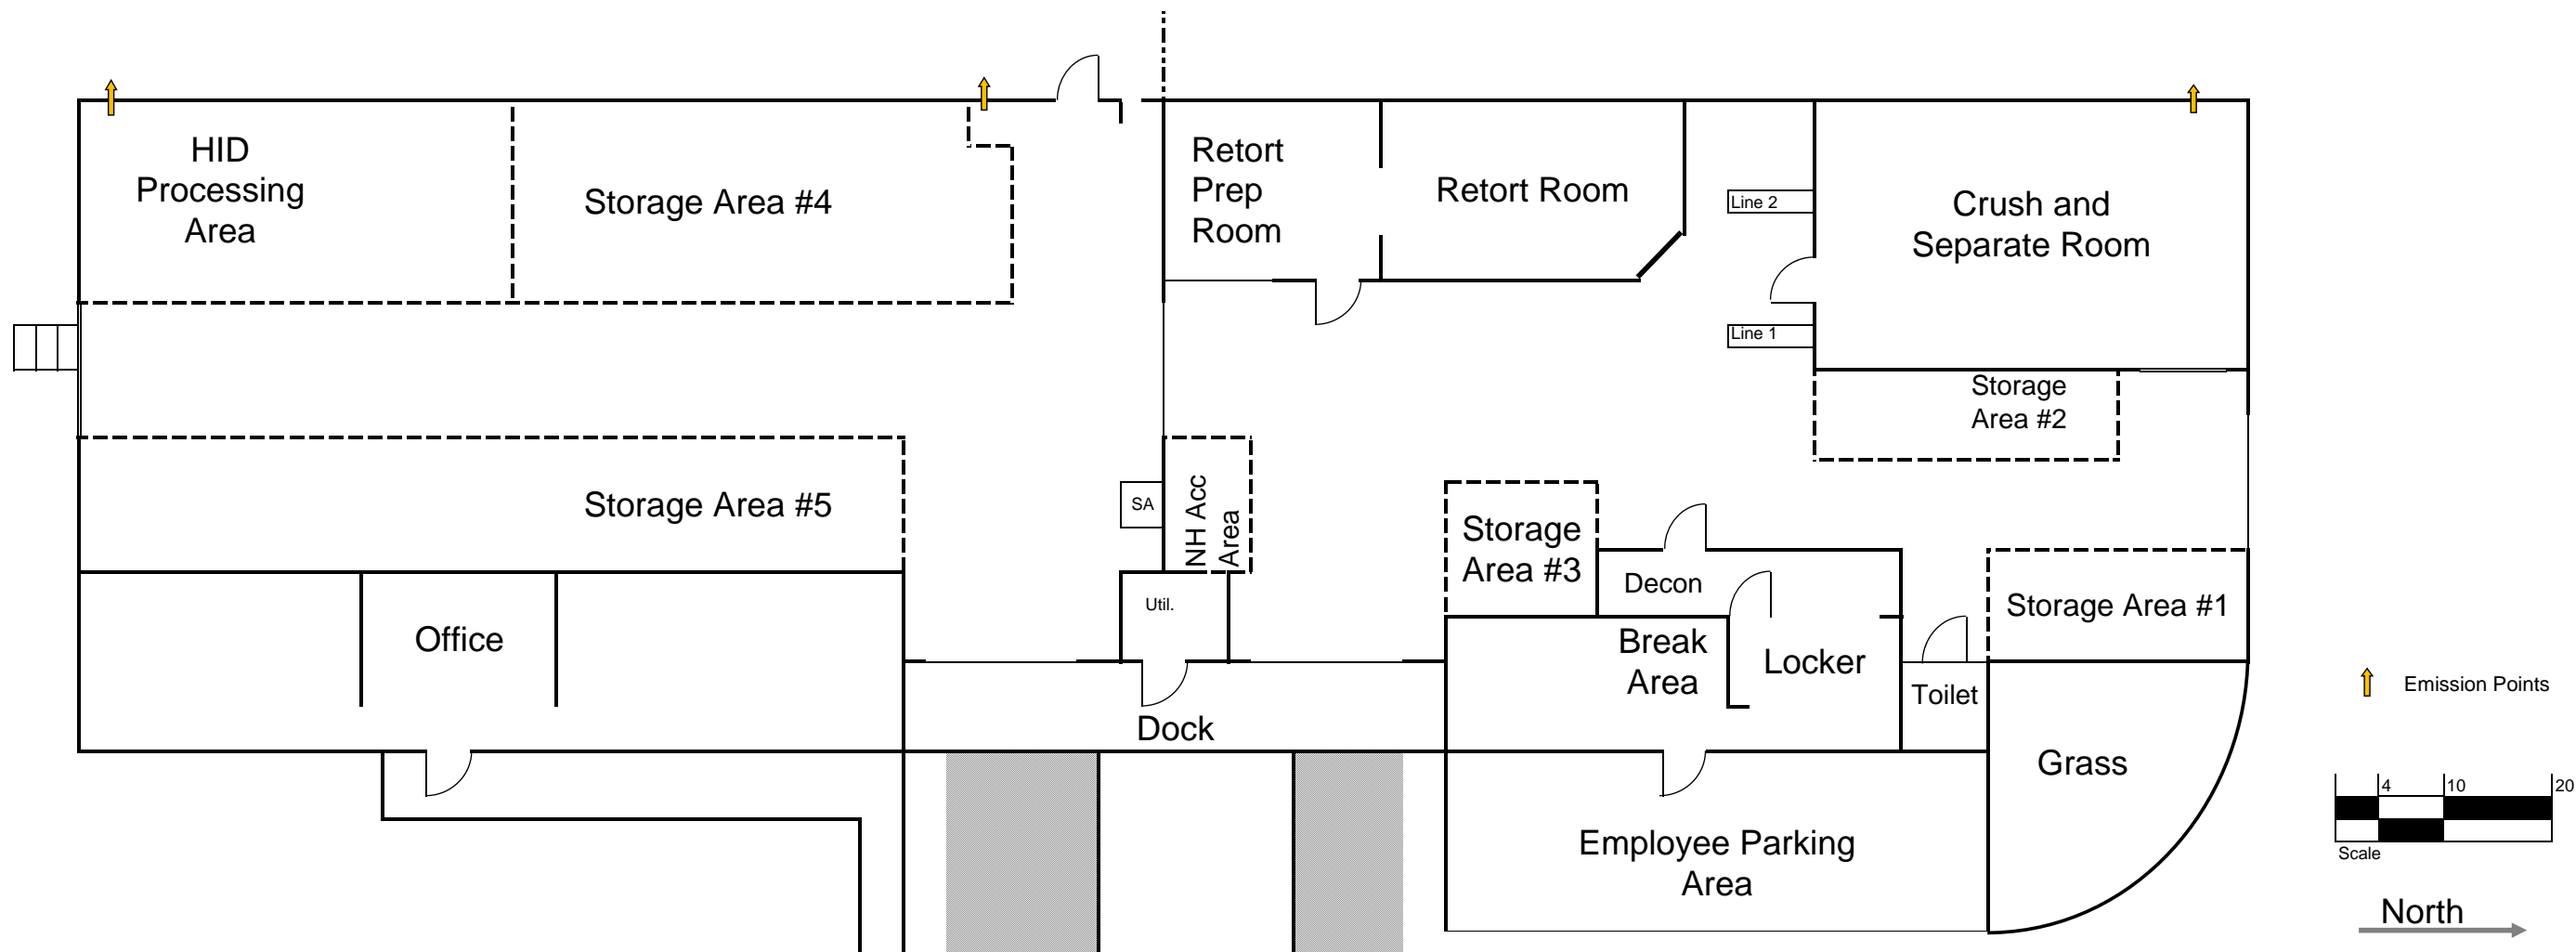 HID
Processing
Area
Storage Area #4
Retort
Prep
Room
Retort Room
Line 2
Line 1
Crush and
Separate Room
Storage
Area #2
Storage Area #5
SA
NH Acc
Area
Storage
Area #3
Decon
Storage Area #1
Util.
Office
Break
Area
Locker
Toilet
Dock
Grass
Employee Parking
Area
Emission Points
4
10
20
Scale
North